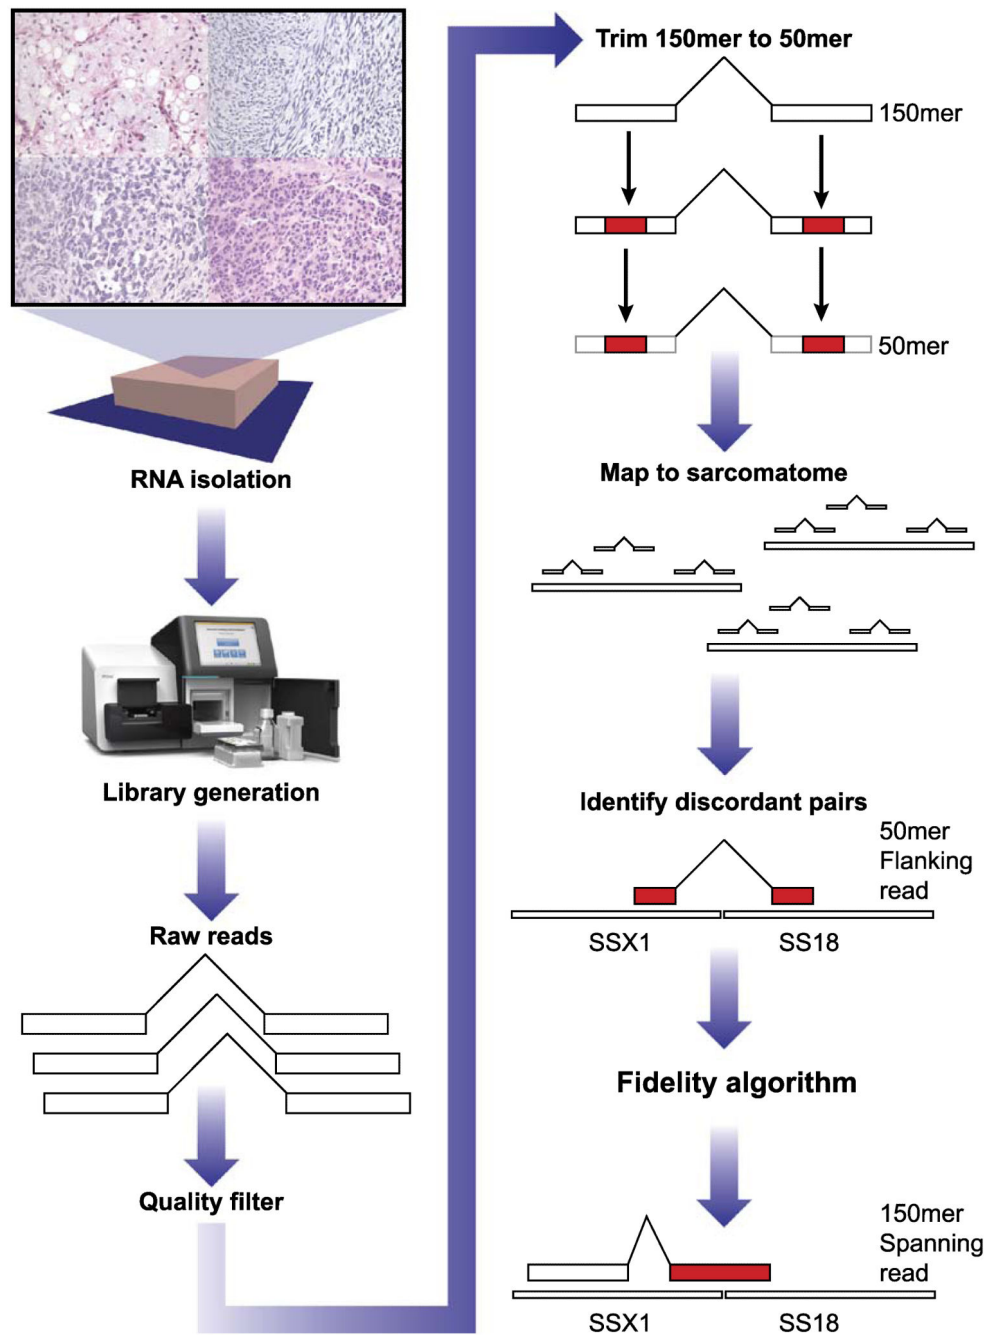 RNA isolation
Library generation
Raw reads
Quality filter
Trim 150mer to 50mer
150mer
50mer
Map to sarcomatome
Identify discordant pairs
50mer
Flanking
read
SSX1
SS18
Fidelity algorithm
150mer
Spanning
read
SSX1
SS18